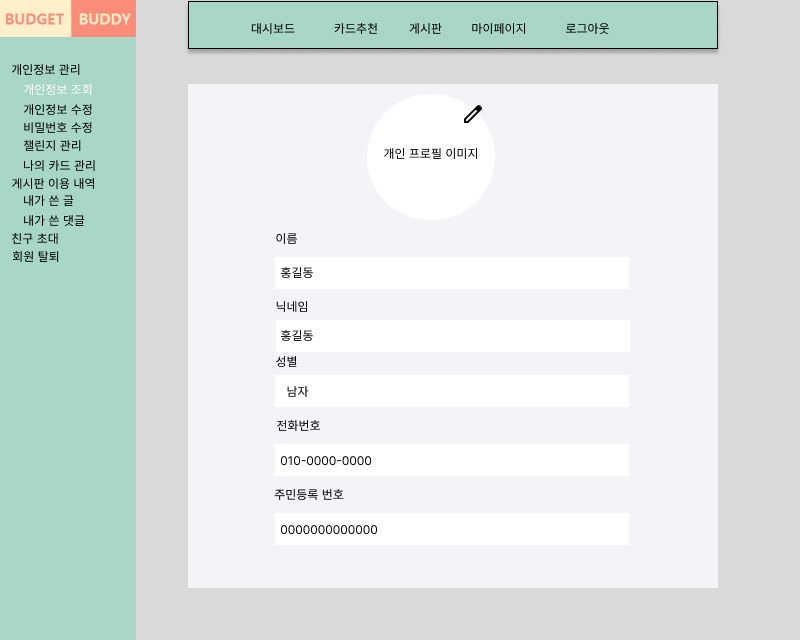 BUDGET BUDDY
대시보드 카드추천 게시판 마이페이지 로그아웃
개인정보 관리
개인정보 조회
개인정보 수정
비밀번호 수정
챌린지 관리
나의 카드 관리
게시판 이용 내역
내가 쓴 글
내가 쓴 댓글
친구 초대
회원 탈퇴
개인 프로필 이미지
이름
홍길동
닉네임
홍길동
성별
남자
전화번호
010-0000-0000
주민등록 번호
0000000000000